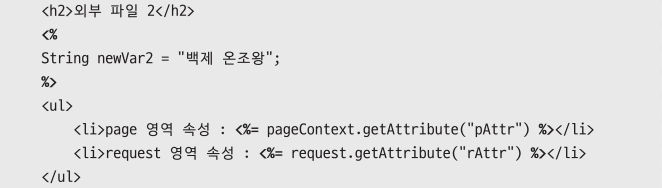 <h2>외부 파일 2</h2>
<%
String newVar2 = "백제 온조왕";
%>
<ul>
    <li>page 영역 속성 : <%= pageContext.getAttribute("pAttr") %></li>
    <li>request 영역 속성 : <%= request.getAttribute("rAttr") %></li>
</ul>